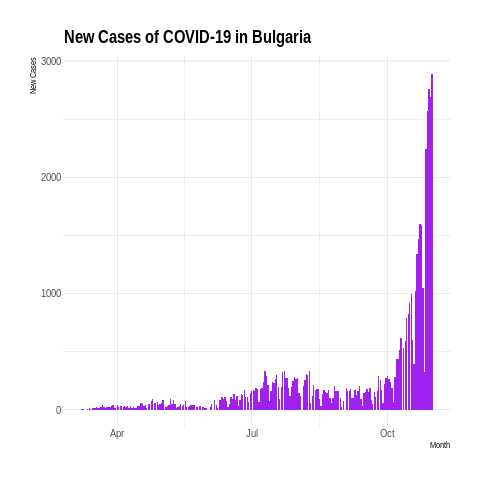 New Cases of COVID-19 in Bulgaria
New Cases
3000
2000
1000
0
Apr
Jul
Oct
Month